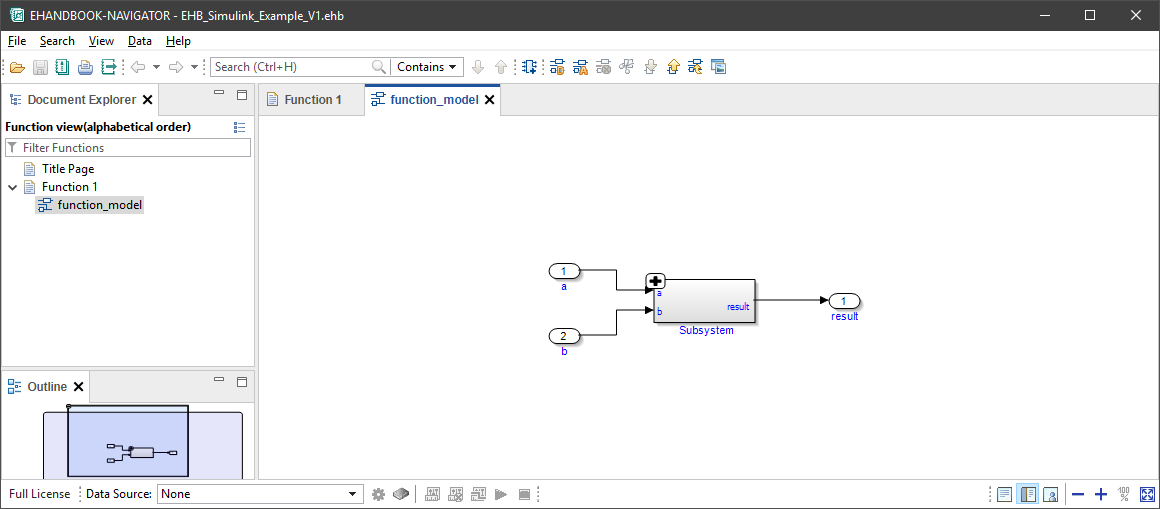 EHANDBOOK-NAVIGATOR - EHB_Simulink_Example_V1.ehb
File Search View Data Help
Search (Ctrl+H) Contains
Document Explorer Function 1 function_model
Function view(alphabetical order)
Filter Functions
Title Page
Function 1
function_model
1
a
a
b
result
1
result
Subsystem
2
b
Outline
Full License Data Source: None 100 %